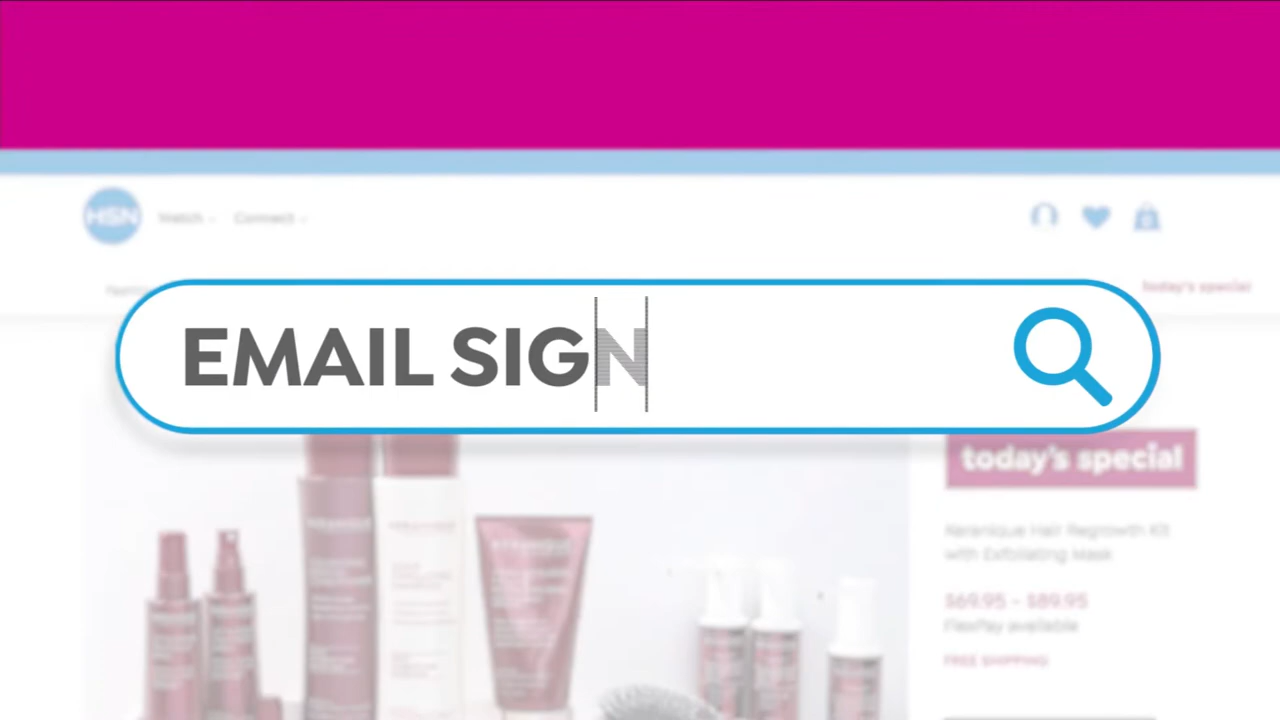 HSN
Watch Connect
today's special
EMAIL SIGN
today's special
Keranique Hair Regrowth Kit
with Exfoliating Mask
$69.95 - $89.95
FlexPay available
FREE SHIPPING